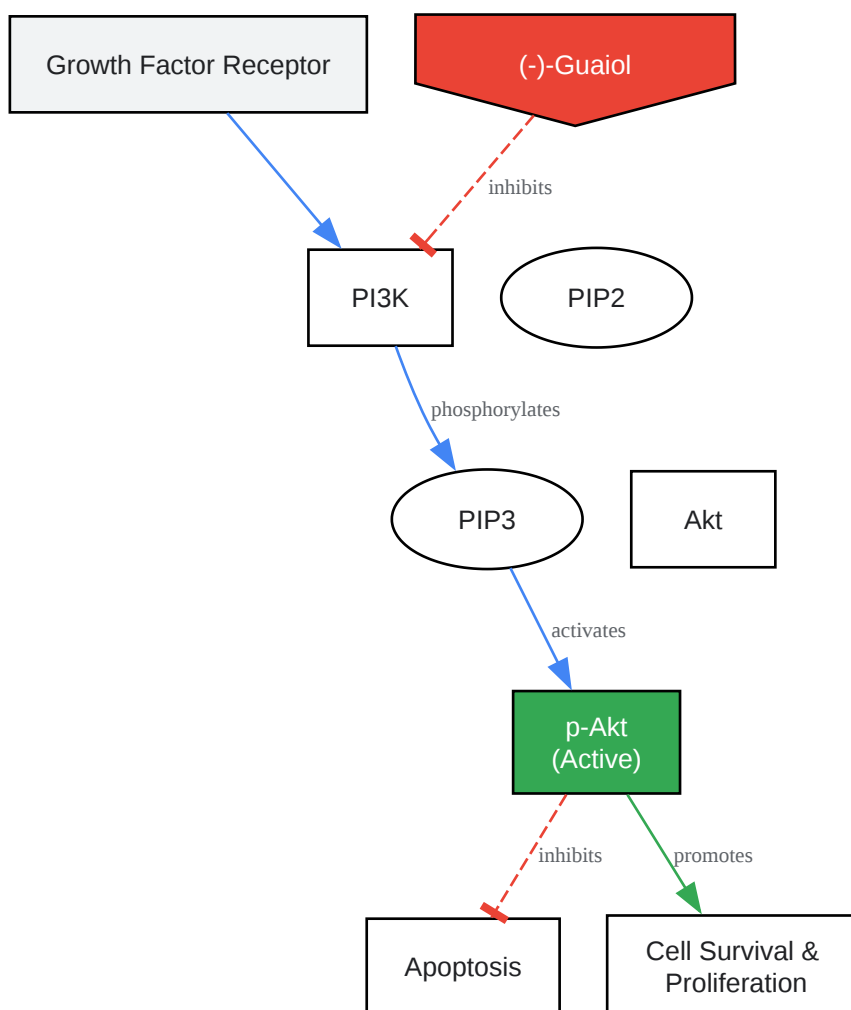 Growth Factor Receptor
(-)-Guaiol
inhibits
PI3K
PIP2
phosphorylates
PIP3
Akt
activates
p-Akt
(Active)
inhibits
promotes
Apoptosis
Cell Survival &
Proliferation